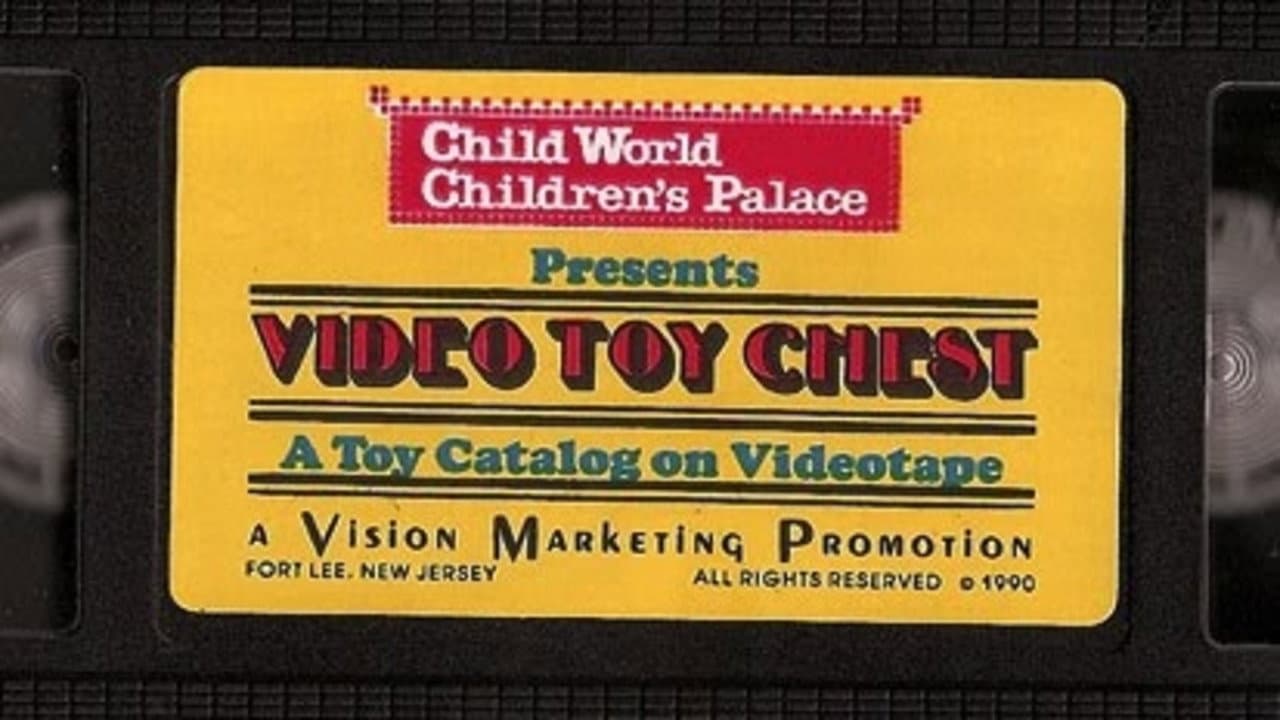 Child World
Children's Palace
Presents
VIDEO TOY CHEST
A Toy Catalog on Videotape
A Vision Marketing Promotion
FORT LEE, NEW JERSEY
ALL RIGHTS RESERVED © 1990